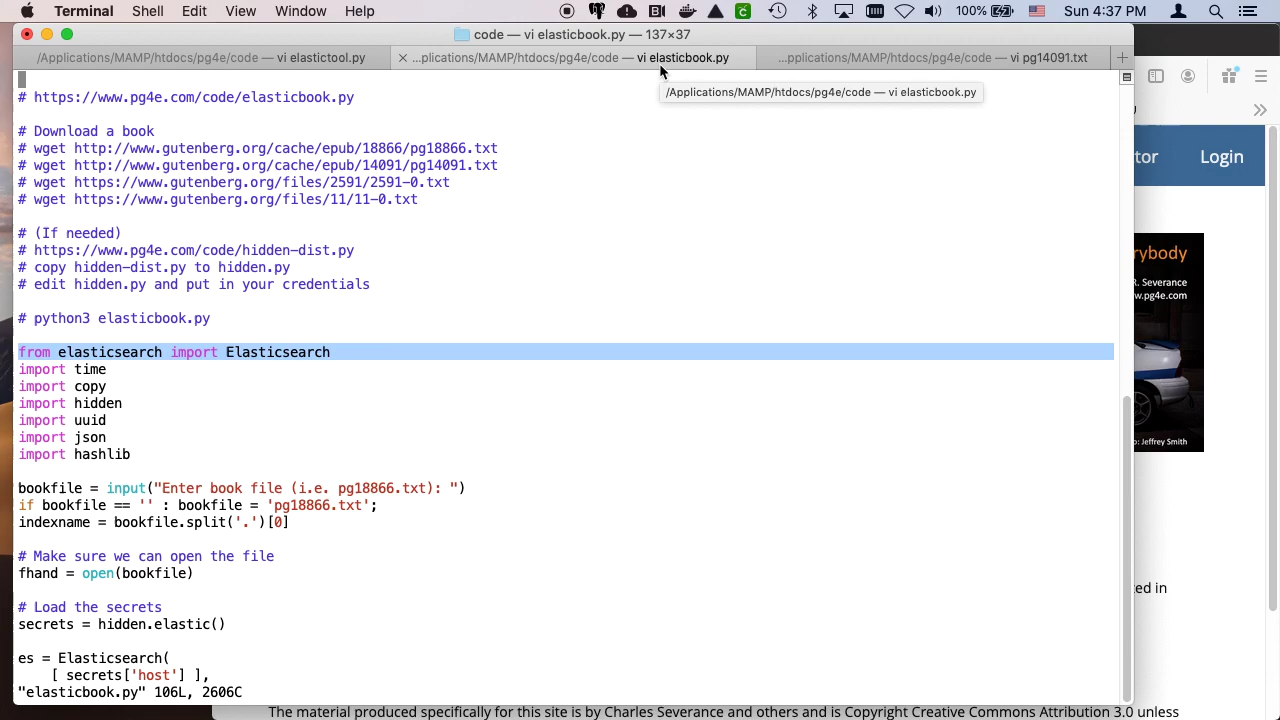 Terminal Shell Edit View Window Help 100% Sun 4:37 PM
code — vi elasticbook.py — 137×37
/Applications/MAMP/htdocs/pg4e/code — vi elastictool.py
...plications/MAMP/htdocs/pg4e/code — vi elasticbook.py
...pplications/MAMP/htdocs/pg4e/code — vi pg14091.txt
/Applications/MAMP/htdocs/pg4e/code — vi elasticbook.py
# https://www.pg4e.com/code/elasticbook.py
# Download a book
# wget http://www.gutenberg.org/cache/epub/18866/pg18866.txt
# wget http://www.gutenberg.org/cache/epub/14091/pg14091.txt
# wget https://www.gutenberg.org/files/2591/2591-0.txt
# wget https://www.gutenberg.org/files/11/11-0.txt
# (If needed)
# https://www.pg4e.com/code/hidden-dist.py
# copy hidden-dist.py to hidden.py
# edit hidden.py and put in your credentials
# python3 elasticbook.py
from elasticsearch import Elasticsearch
import time
import copy
import hidden
import uuid
import json
import hashlib
bookfile = input("Enter book file (i.e. pg18866.txt): ")
if bookfile == '' : bookfile = 'pg18866.txt';
indexname = bookfile.split('.')[0]
# Make sure we can open the file
fhand = open(bookfile)
# Load the secrets
secrets = hidden.elastic()
es = Elasticsearch(
[ secrets['host'] ],
"elasticbook.py" 106L, 2606C
tor Login
rybody
R. Severance
w.pg4e.com
o: Jeffrey Smith
ed in
The material produced specifically for this site is by Charles Severance and others and is Copyright Creative Commons Attribution 3.0 unless